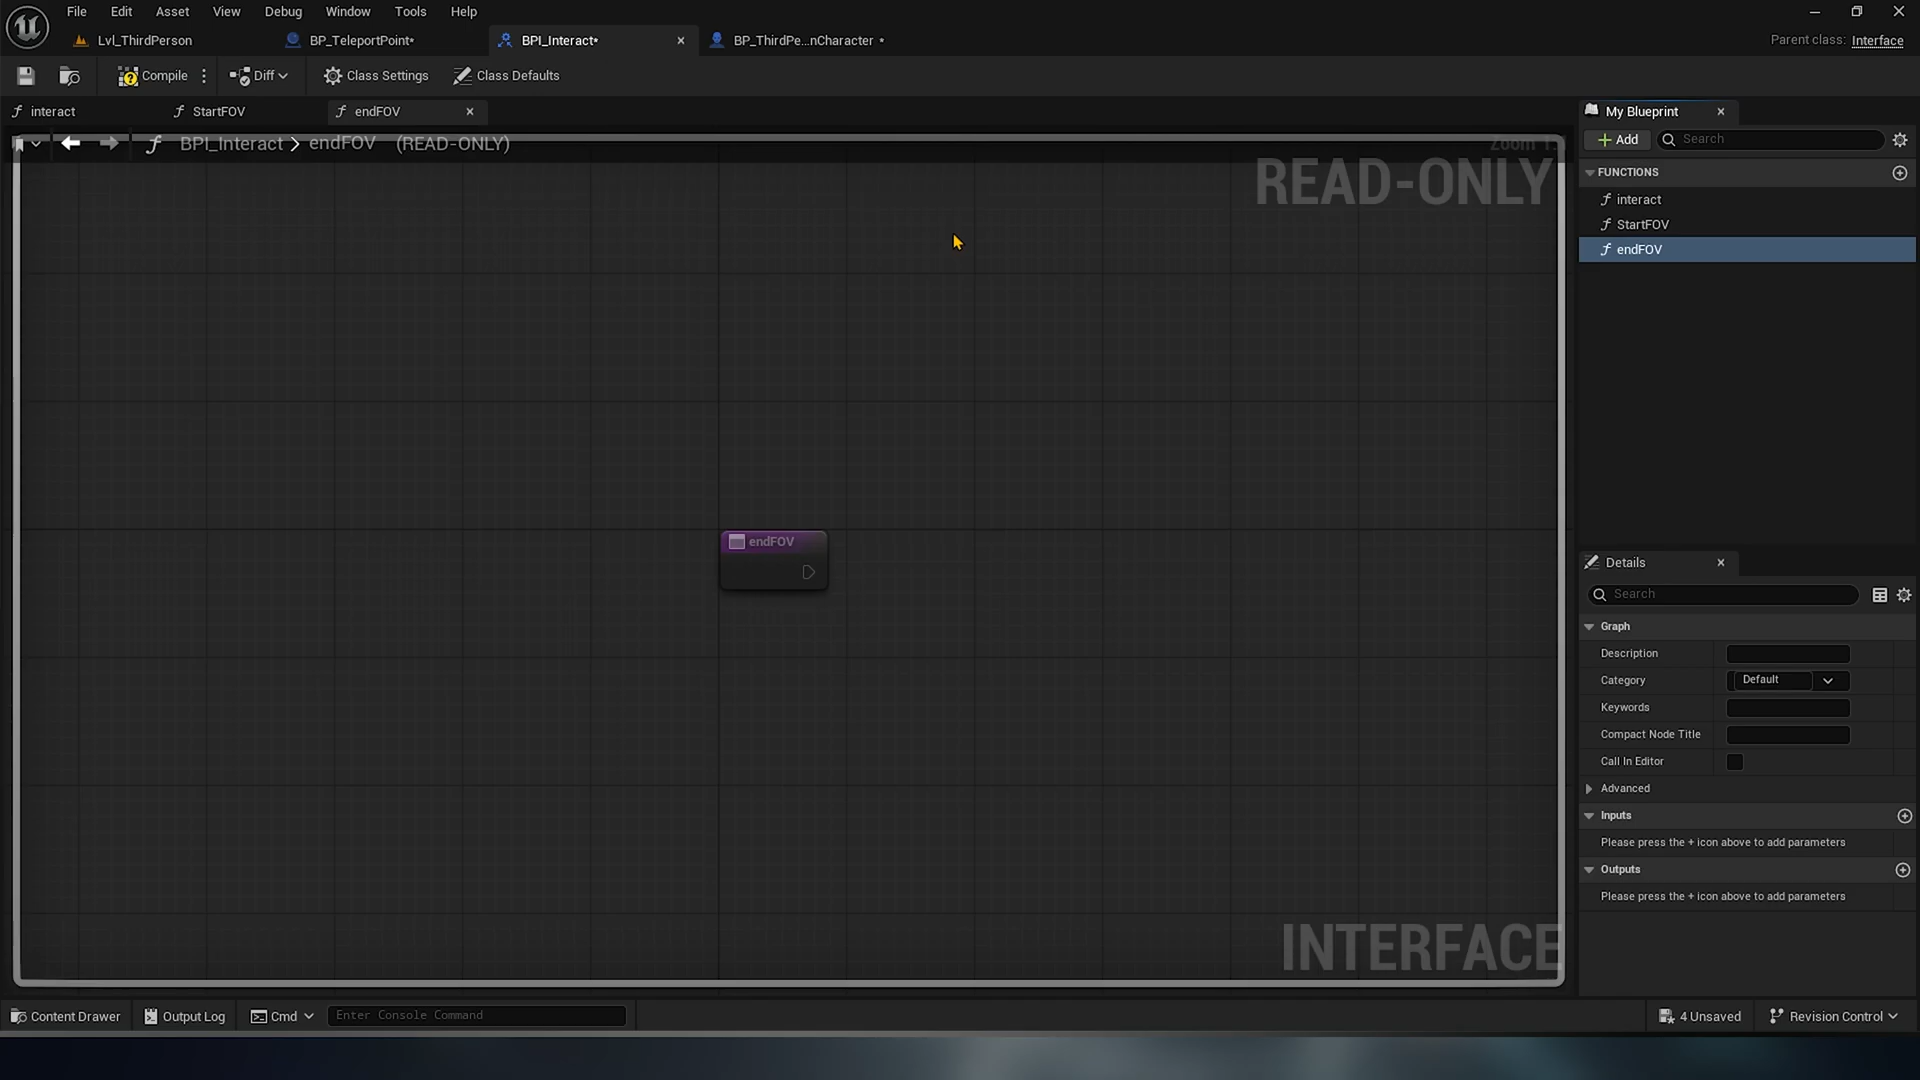 File Edit Asset View Debug Window Tools Help
Lvl_ThirdPerson
BP_TeleportPoint*
BPI_Interact*
BP_ThirdPe...nCharacter *
Parent class: Interface
Compile
Diff
Class Settings
Class Defaults
interact
StartFOV
endFOV
BPI_Interact > endFOV (READ-ONLY)
READ-ONLY
endFOV
INTERFACE
My Blueprint
Add
Search
FUNCTIONS
interact
StartFOV
endFOV
Details
Search
Graph
Description
Category Default
Keywords
Compact Node Title
Call In Editor
Advanced
Inputs
Please press the + icon above to add parameters
Outputs
Please press the + icon above to add parameters
Content Drawer
Output Log
Cmd
Enter Console Command
4 Unsaved
Revision Control